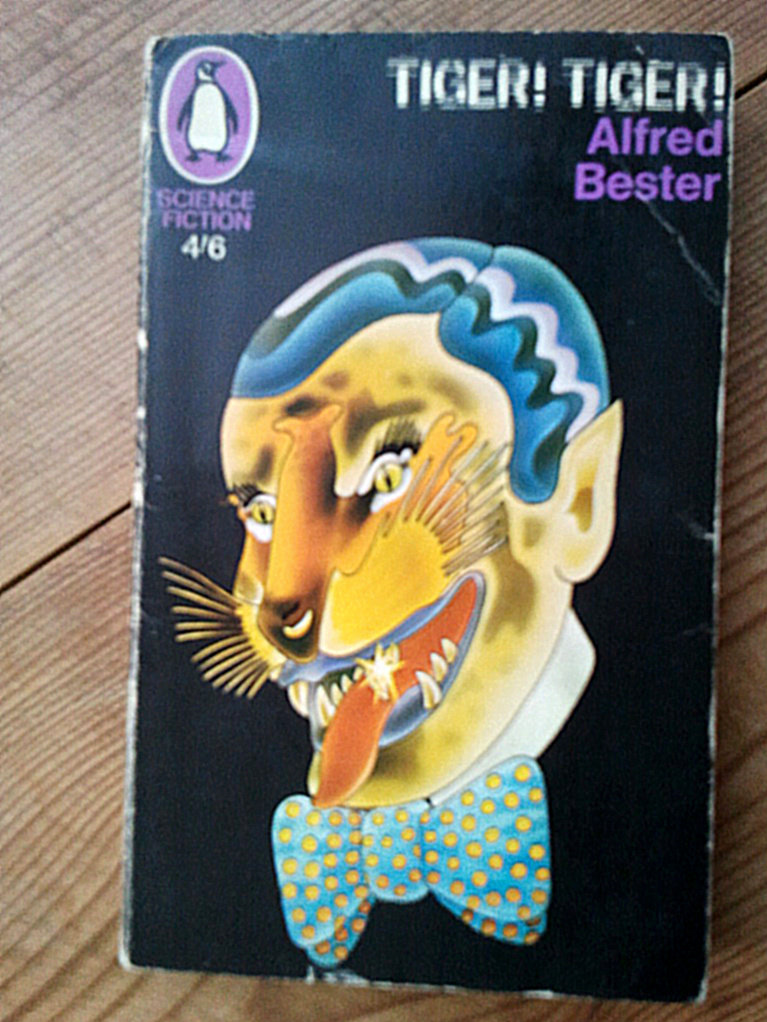 TIGER! TIGER!
Alfred
Bester
SCIENCE
FICTION
4/6